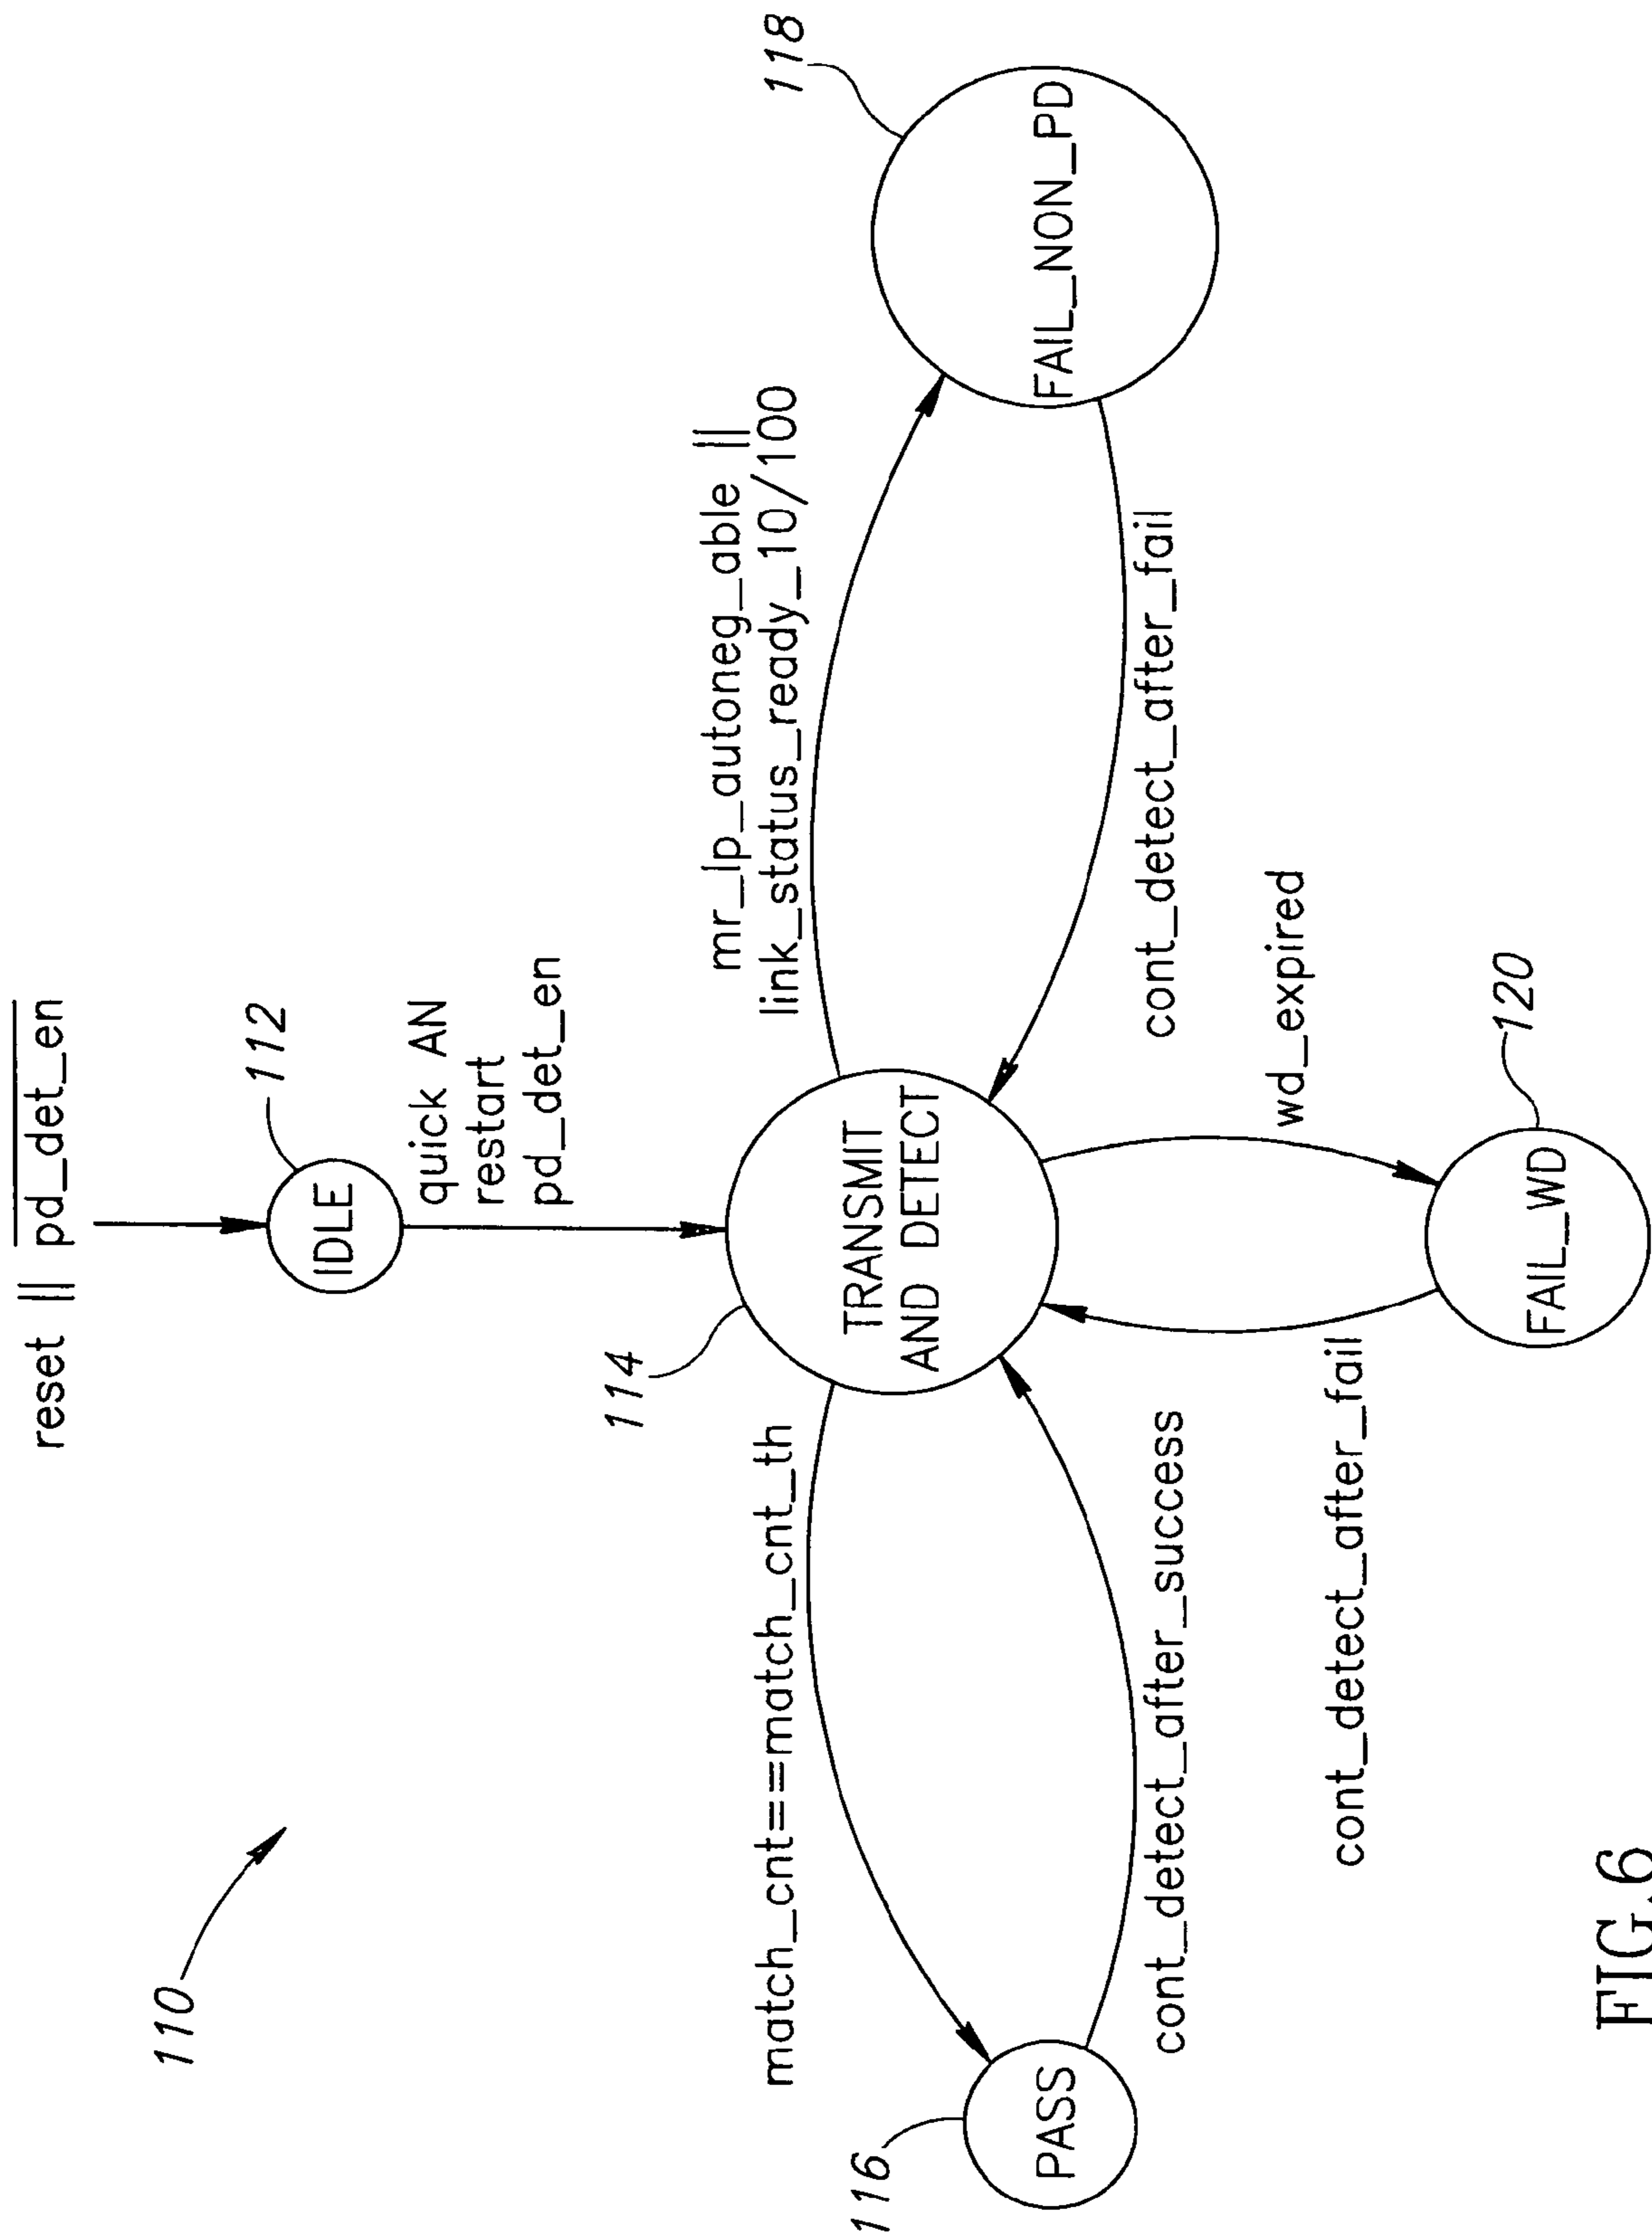 reset || pd_det_en
110
112
IDLE
quick AN
restart
pd_det_en
114
TRANSMIT
AND DETECT
match_cnt==match_cnt_th
mr_lp_autoneg_able ||
link_status_ready_10/100
118
116
PASS
FAIL_NON_PD
cont_detect_after_success
cont_detect_after_fail
wd_expired
cont_detect_after_fail
120
FAIL_WD
FIG.6